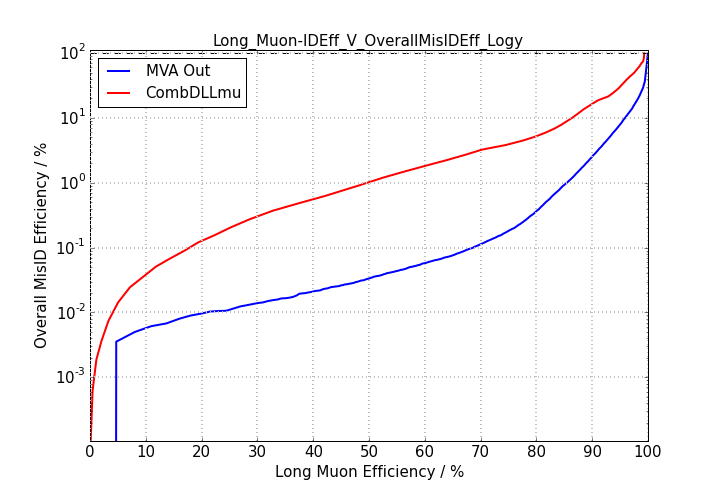 Long_Muon-IDEff_V_OverallMisIDEff_Logy
MVA Out
CombDLLmu
10²
10¹
10⁰
10⁻¹
10⁻²
10⁻³
Overall MisID Efficiency / %
0 10 20 30 40 50 60 70 80 90 100
Long Muon Efficiency / %